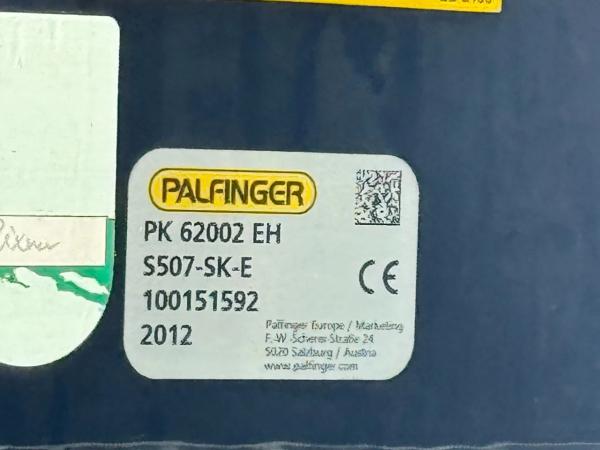 PALFINGER
PK 62002 EH
S507-SK-E
100151592
2012
CE
Palfinger Europe / Marketing
F.-W.-Scherer-Straße 24
5020 Salzburg / Austria
www.palfinger.com